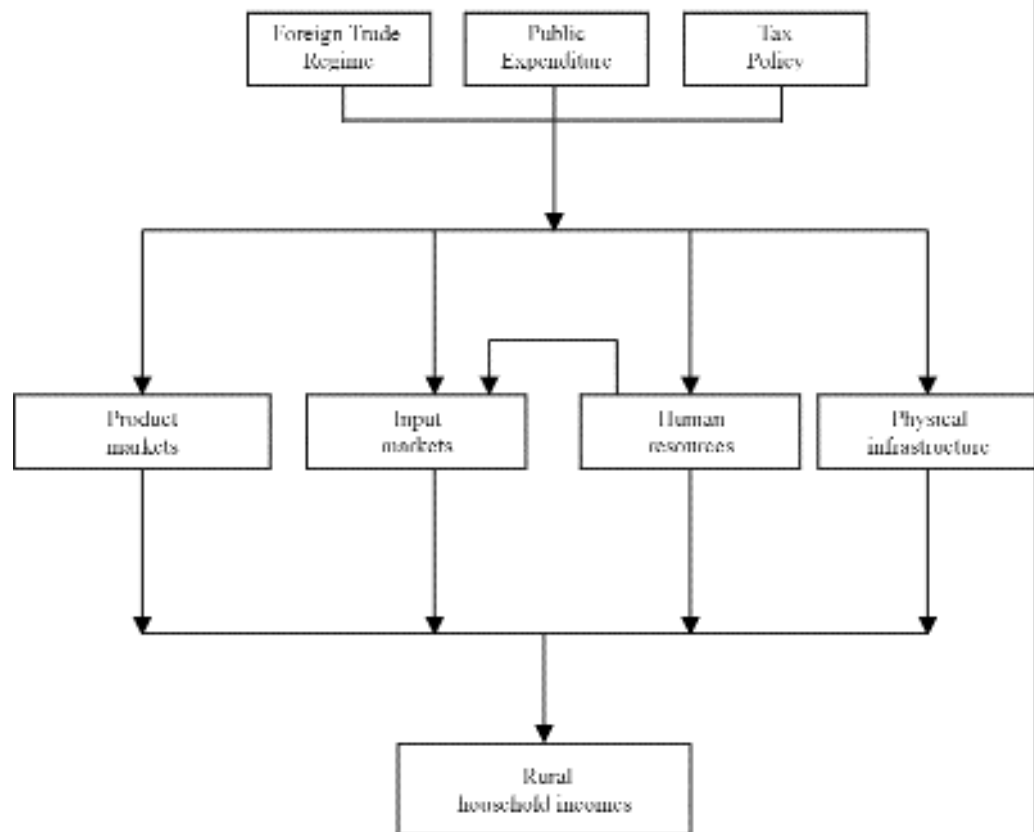 Foreign Trade
Regime
Public
Expenditure
Tax
Policy
Product
markets
Input
markets
Human
resources
Physical
infrastructure
Rural
household incomes